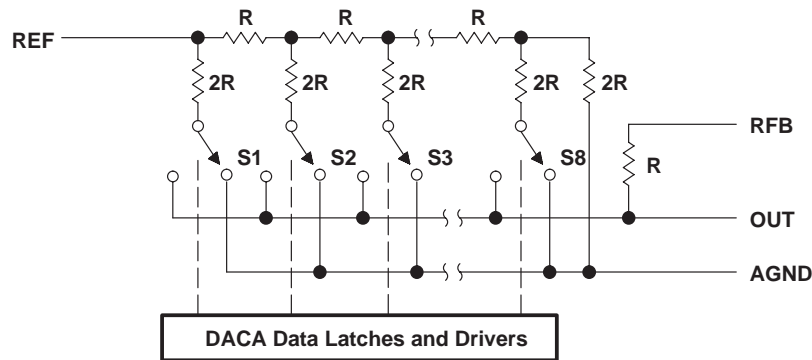 R R R
REF
2R 2R 2R 2R 2R
RFB
S1 S2 S3 S8
R
OUT
AGND
DACA Data Latches and Drivers